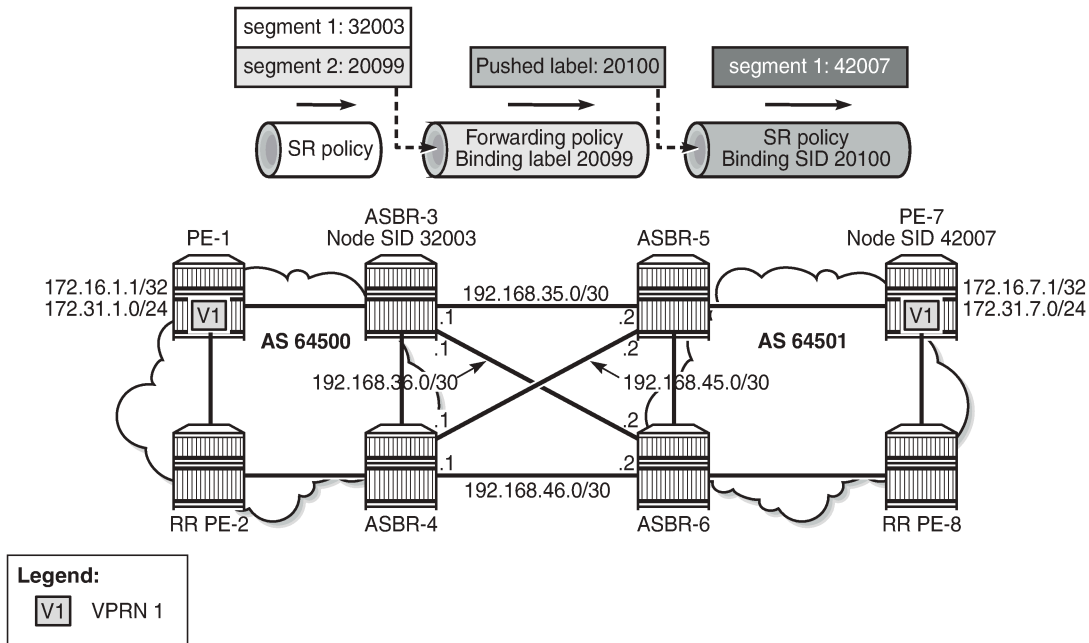 segment 1: 32003
segment 2: 20099
Pushed label: 20100
segment 1: 42007
SR policy
Forwarding policy
Binding label 20099
SR policy
Binding SID 20100
PE-1
ASBR-3
Node SID 32003
ASBR-5
PE-7
Node SID 42007
172.16.1.1/32
172.31.1.0/24
V1
AS 64500
192.168.35.0/30
.1
.2
.1
.2
AS 64501
V1
172.16.7.1/32
172.31.7.0/24
192.168.36.0/30
192.168.45.0/30
.1
.2
.1
.2
192.168.46.0/30
RR PE-2
ASBR-4
ASBR-6
RR PE-8
Legend:
V1 VPRN 1